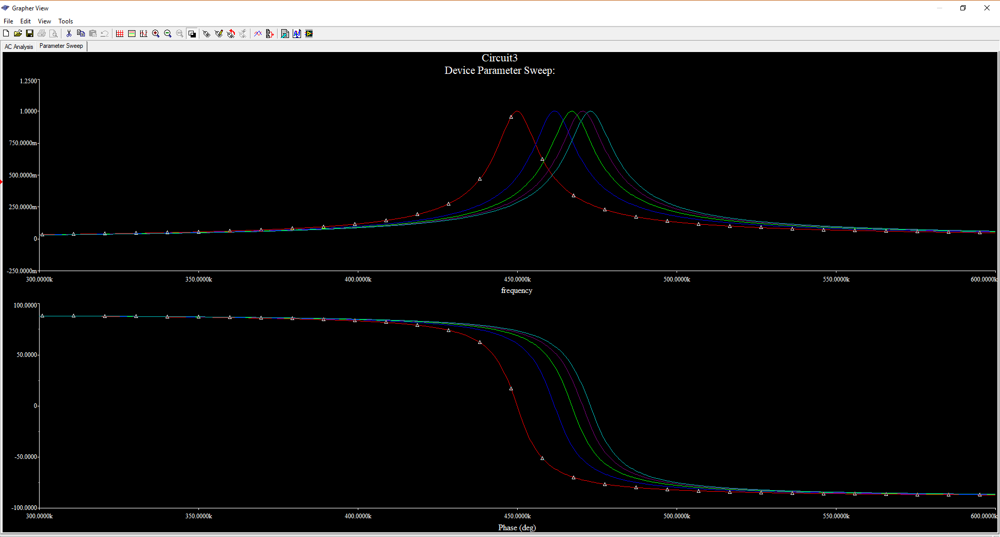 Grapher View
File Edit View Tools
AC Analysis Parameter Sweep
Circuit3
Device Parameter Sweep:
1.2500
1.0000
750.0000m
500.0000m
250.0000m
0
-250.0000m
300.0000k 350.0000k 400.0000k 450.0000k 500.0000k 550.0000k 600.0000k
frequency
100.0000
50.0000
0
-50.0000
-100.0000
300.0000k 350.0000k 400.0000k 450.0000k 500.0000k 550.0000k 600.0000k
Phase (deg)